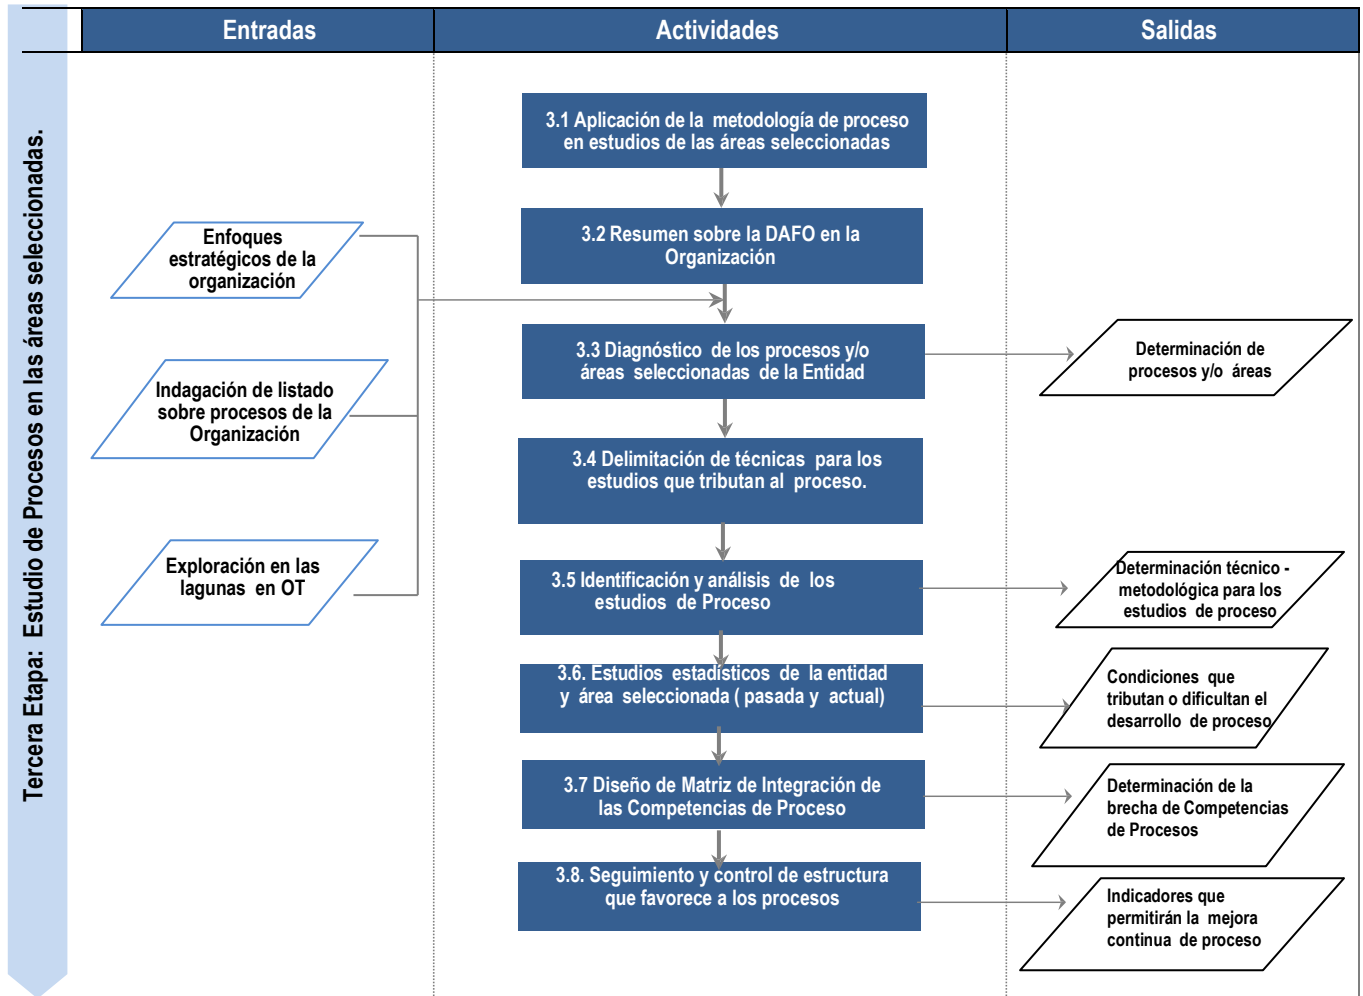 Entradas
Actividades
Salidas
Tercera Etapa: Estudio de Procesos en las áreas seleccionadas.
Enfoques
estratégicos de la
organización
Indagación de listado
sobre procesos de la
Organización
Exploración en las
lagunas en OT
3.1 Aplicación de la metodología de proceso
en estudios de las áreas seleccionadas
3.2 Resumen sobre la DAFO en la
Organización
3.3 Diagnóstico de los procesos y/o
áreas seleccionadas de la Entidad
3.4 Delimitación de técnicas para los
estudios que tributan al proceso.
3.5 Identificación y análisis de los
estudios de Proceso
3.6. Estudios estadísticos de la entidad
y área seleccionada ( pasada y actual)
3.7 Diseño de Matriz de Integración de
las Competencias de Proceso
3.8. Seguimiento y control de estructura
que favorece a los procesos
Determinación de
procesos y/o áreas
Determinación técnico -
metodológica para los
estudios de proceso
Condiciones que
tributan o dificultan el
desarrollo de proceso
Determinación de la
brecha de Competencias
de Procesos
Indicadores que
permitirán la mejora
continua de proceso